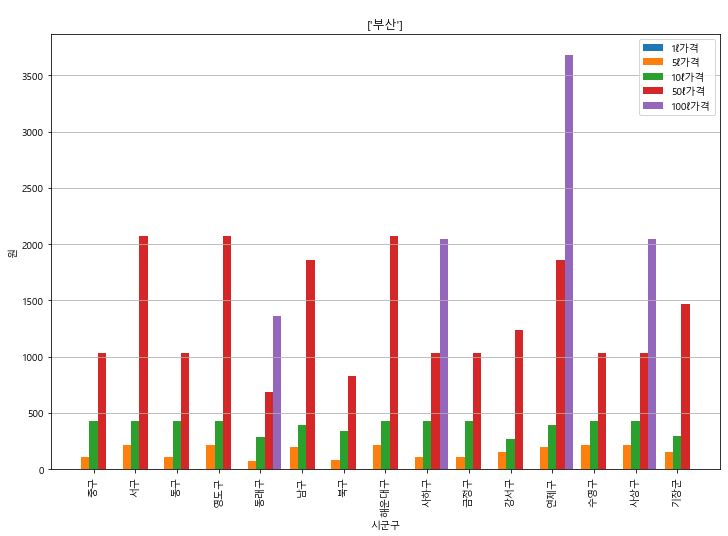 ['부산']
1ℓ가격
5ℓ가격
10ℓ가격
50ℓ가격
100ℓ가격
3500
3000
2500
2000
1500
1000
500
0
원
중구
서구
동구
영도구
동래구
남구
북구
해운대구
사하구
금정구
강서구
연제구
수영구
사상구
기장군
시군구